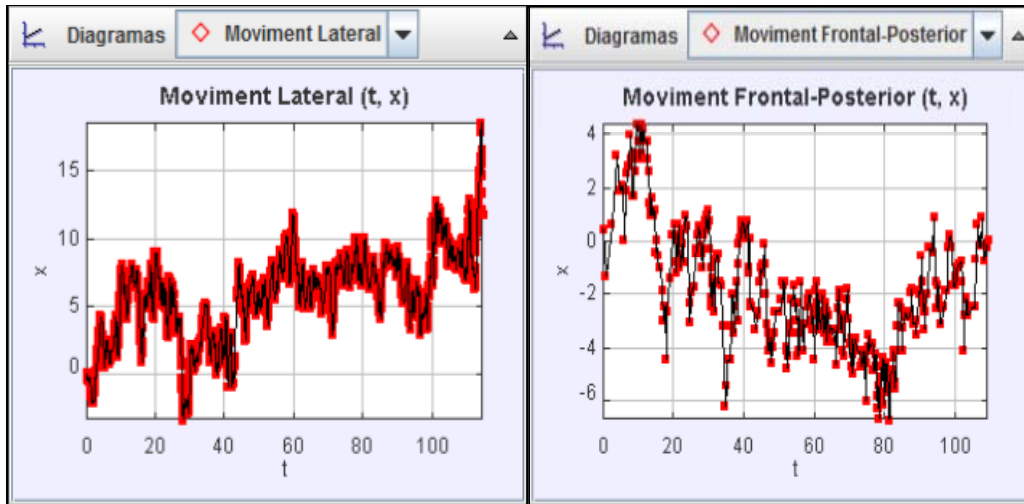 Diagramas Moviment Lateral
Moviment Lateral (t, x)
15
10
5
0
x
0 20 40 60 80 100
t
Diagramas Moviment Frontal-Posterior
Moviment Frontal-Posterior (t, x)
4
2
0
-2
-4
-6
x
0 20 40 60 80 100
t